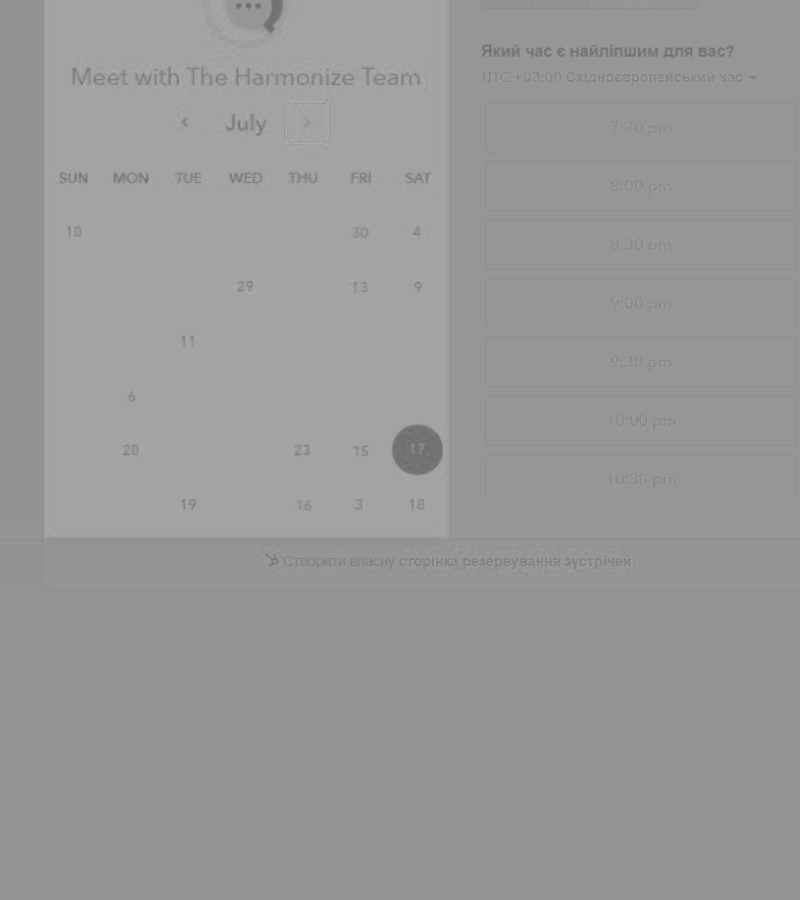 Meet with The Harmonize Team
July
SUN MON TUE WED THU FRI SAT
10 30 4
29 13 9
11
6
20 23 15 17
19 16 3 18
Який час є найліпшим для вас?
UTC +03:00 Східноєвропейський час
7:30 pm
8:00 pm
8:30 pm
9:00 pm
9:30 pm
10:00 pm
10:30 pm
Створити власну сторінка резервування зустрічей